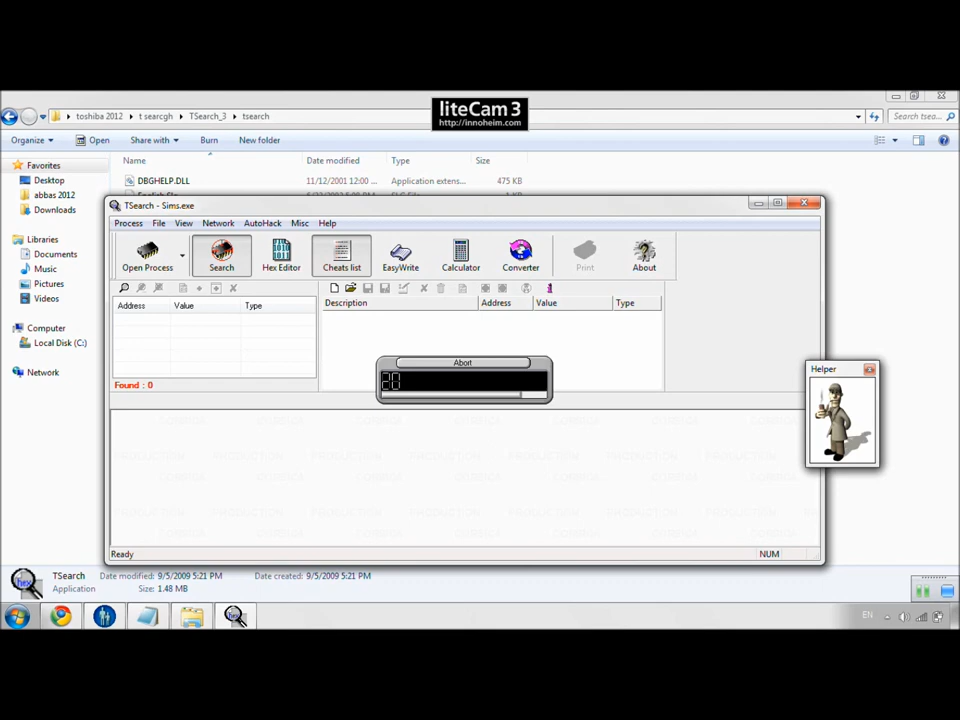 liteCam 3
http://innoheim.com
toshiba 2012 t searcgh TSearch_3 tsearch
Search tsea...
Organize Open Share with Burn New folder
Favorites
Desktop
abbas 2012
Downloads
Libraries
Documents
Music
Pictures
Videos
Computer
Local Disk (C:)
Network
Name Date modified Type Size
DBGHELP.DLL 11/12/2001 12:00 ... Application extens... 475 KB
TSearch - Sims.exe
Process File View Network AutoHack Misc Help
Open Process Search Hex Editor Cheats list EasyWrite Calculator Converter Print About
Address Value Type
Description Address Value Type
Found : 0
Abort
Helper
Ready
NUM
TSearch Date modified: 9/5/2009 5:21 PM Date created: 9/5/2009 5:21 PM
Application Size: 1.48 MB
EN